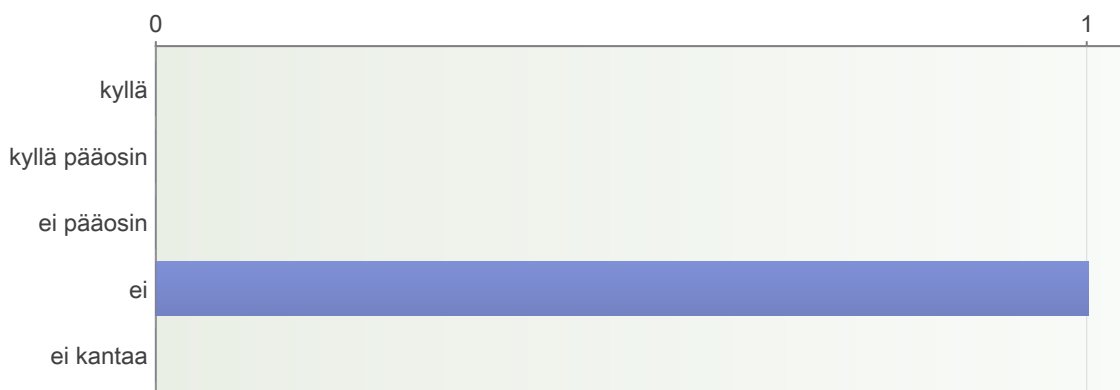 0 1
kyllä
kyllä pääosin
ei pääosin
ei
ei kantaa